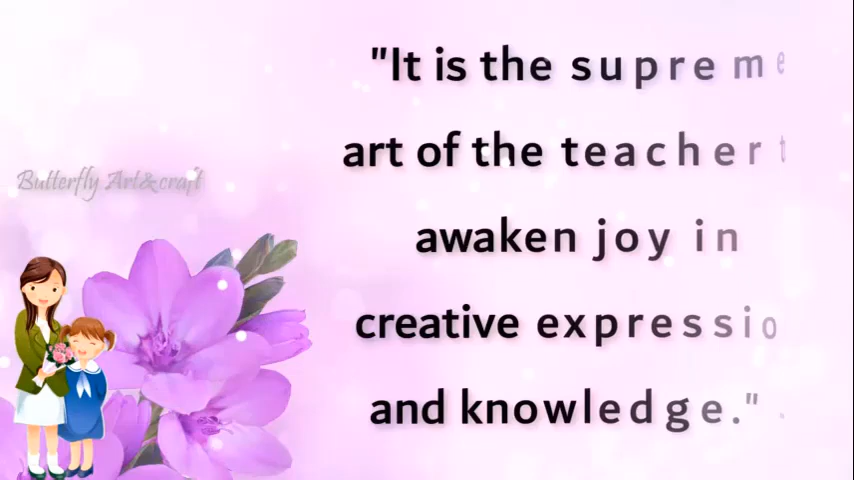 "It is the supreme
art of the teacher t
awaken joy in
creative expressio
and knowledge."
Butterfly Art&craft